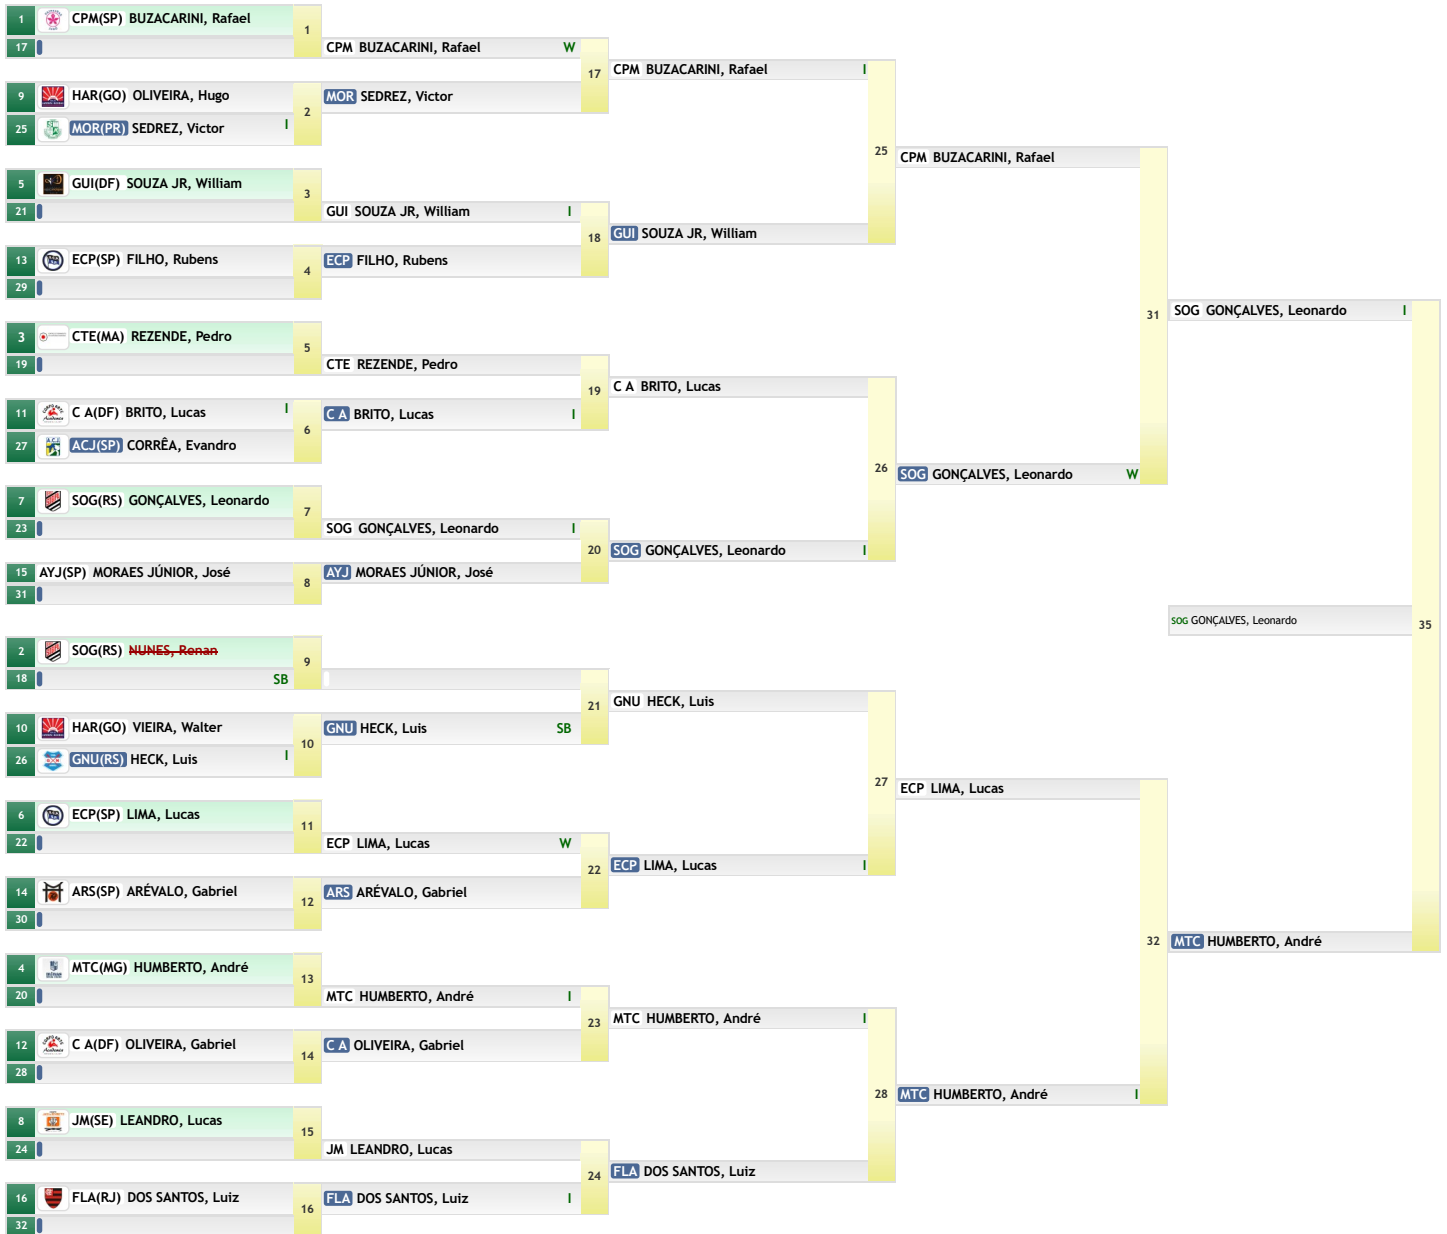 1 CPM(SP) BUZACARINI, Rafael
17
1
CPM BUZACARINI, Rafael W
9 HAR(GO) OLIVEIRA, Hugo
25 MOR(PR) SEDREZ, Victor I
2
MOR SEDREZ, Victor
17
CPM BUZACARINI, Rafael I
5 GUI(DF) SOUZA JR, William
21
3
GUI SOUZA JR, William I
13 ECP(SP) FILHO, Rubens
29
4
ECP FILHO, Rubens
18
GUI SOUZA JR, William
25
CPM BUZACARINI, Rafael
3 CTE(MA) REZENDE, Pedro
19
5
CTE REZENDE, Pedro
11 C A(DF) BRITO, Lucas I
27 ACJ(SP) CORRÊA, Evandro
6
C A BRITO, Lucas I
19
C A BRITO, Lucas
7 SOG(RS) GONÇALVES, Leonardo
23
7
SOG GONÇALVES, Leonardo I
15 AYJ(SP) MORAES JÚNIOR, José
31
8
AYJ MORAES JÚNIOR, José
20
SOG GONÇALVES, Leonardo I
26
SOG GONÇALVES, Leonardo W
31
SOG GONÇALVES, Leonardo I
2 SOG(RS) NUNES, Renan
18 SB
9
10 HAR(GO) VIEIRA, Walter
26 GNU(RS) HECK, Luis I
10
GNU HECK, Luis SB
21
GNU HECK, Luis
6 ECP(SP) LIMA, Lucas
22
11
ECP LIMA, Lucas W
14 ARS(SP) ARÉVALO, Gabriel
30
12
ARS ARÉVALO, Gabriel
22
ECP LIMA, Lucas I
27
ECP LIMA, Lucas
4 MTC(MG) HUMBERTO, André
20
13
MTC HUMBERTO, André I
12 C A(DF) OLIVEIRA, Gabriel
28
14
C A OLIVEIRA, Gabriel
23
MTC HUMBERTO, André I
8 JM(SE) LEANDRO, Lucas
24
15
JM LEANDRO, Lucas
16 FLA(RJ) DOS SANTOS, Luiz
32
16
FLA DOS SANTOS, Luiz I
24
FLA DOS SANTOS, Luiz
28
MTC HUMBERTO, André I
32
MTC HUMBERTO, André
SOG GONÇALVES, Leonardo
35